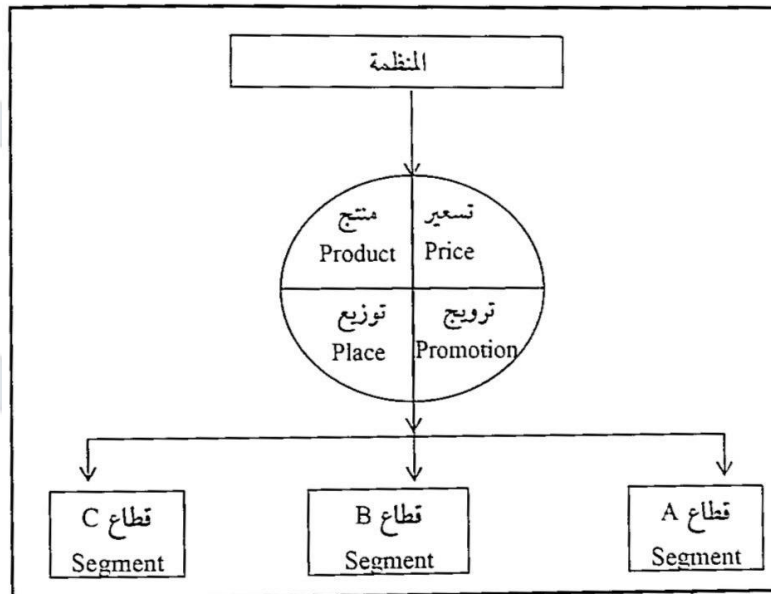 المنظمة
تسعير
Price
منتج
Product
ترويج
Promotion
توزيع
Place
قطاع A
Segment
قطاع B
Segment
قطاع C
Segment